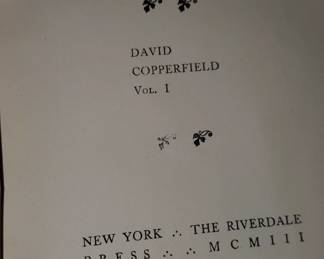 DAVID
COPPERFIELD
VOL. I
NEW YORK ∴ THE RIVERDALE
PRESS ∴ ∴ MCMIII